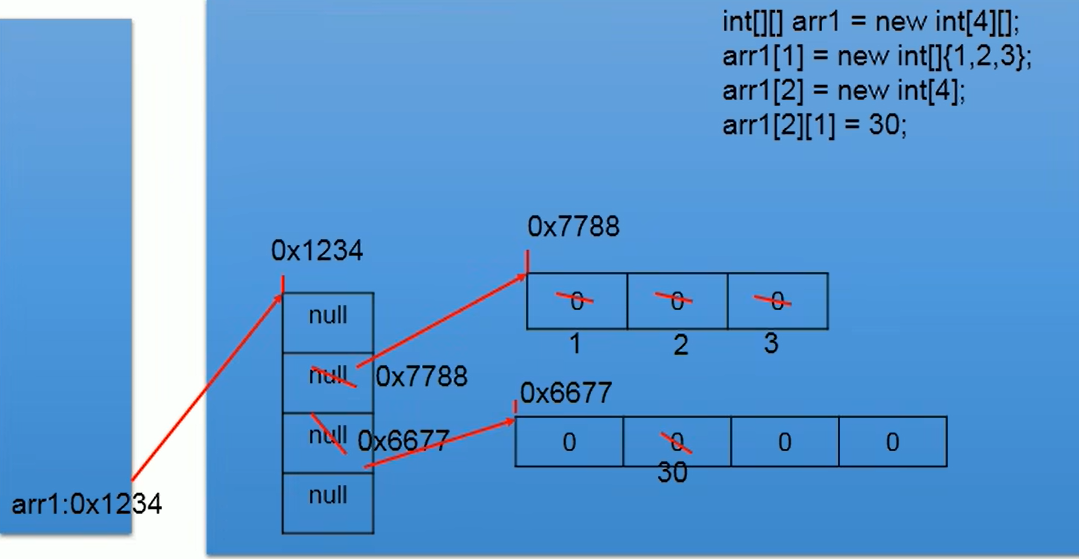 int[][] arr1 = new int[4][];
arr1[1] = new int[]{1,2,3};
arr1[2] = new int[4];
arr1[2][1] = 30;
0x7788
0x1234
null
0 0 0
1 2 3
null 0x7788
0x6677
null 0x6677
0 0 0 0
30
null
arr1:0x1234